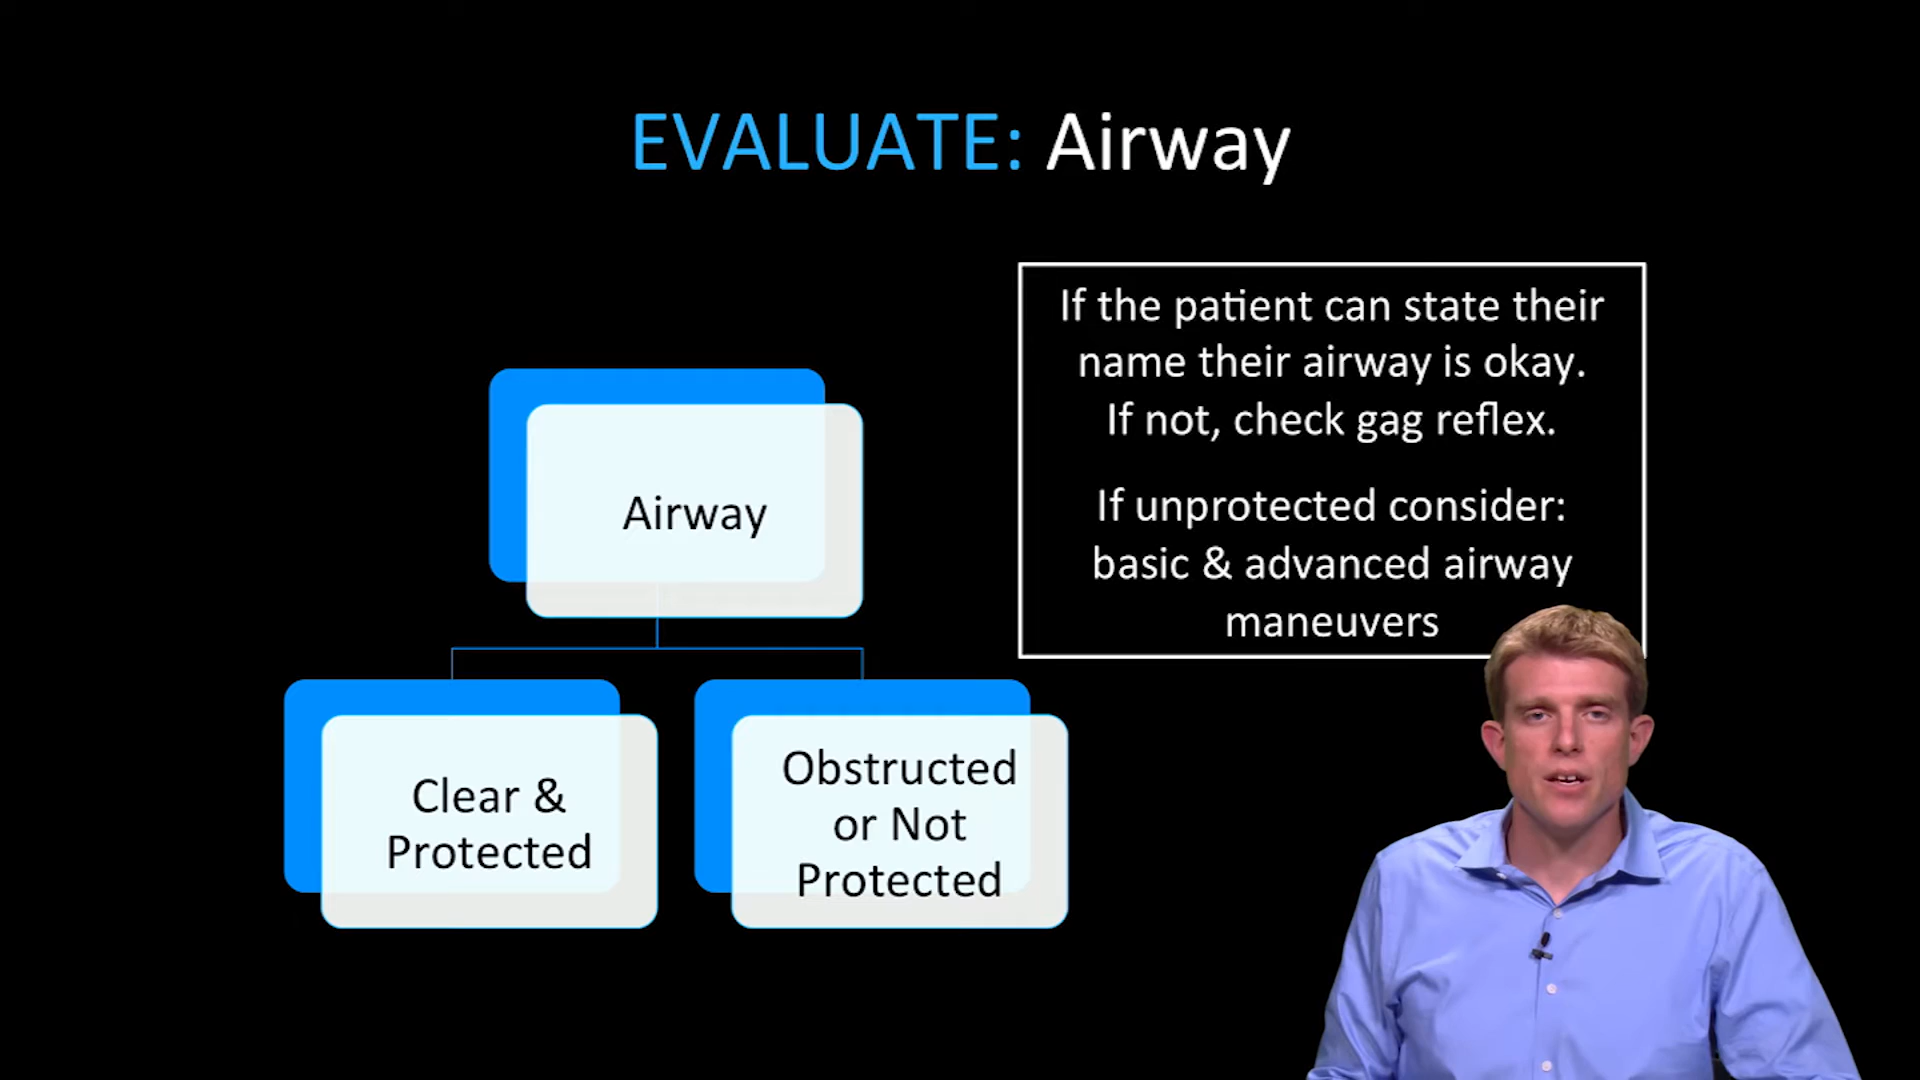 EVALUATE: Airway
If the patient can state their
name their airway is okay.
If not, check gag reflex.
If unprotected consider:
basic & advanced airway
maneuvers
Airway
Clear &
Protected
Obstructed
or Not
Protected